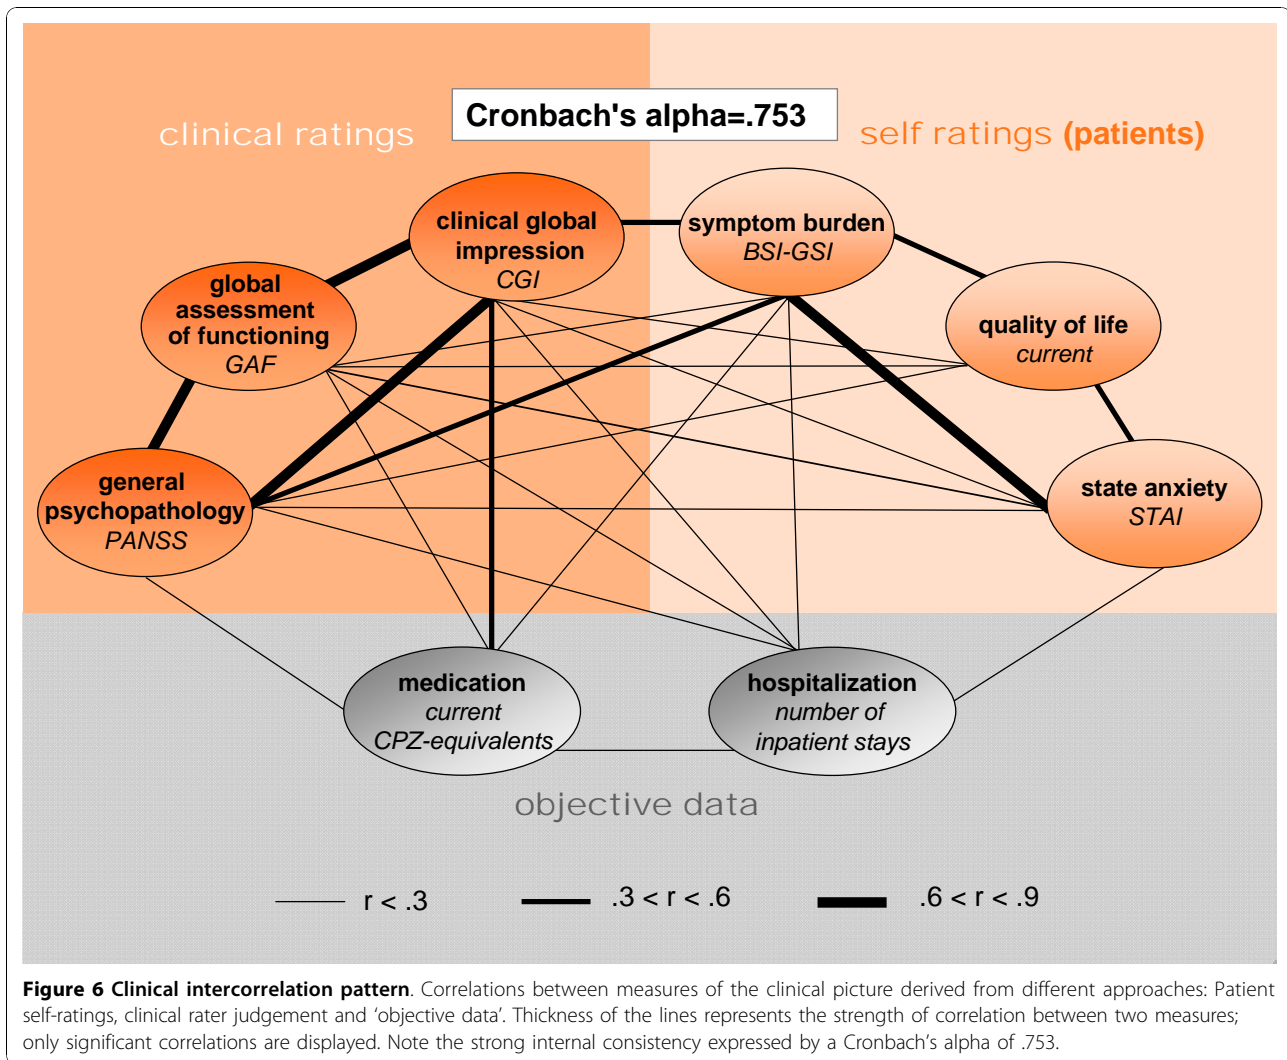 Cronbach's alpha=.753
clinical ratings
self ratings (patients)
clinical global
impression
CGI
symptom burden
BSI-GSI
global
assessment
of functioning
GAF
quality of life
current
general
psychopathology
PANSS
state anxiety
STAI
medication
current
CPZ-equivalents
hospitalization
number of
inpatient stays
objective data
r < .3
.3 < r < .6
.6 < r < .9
Figure 6 Clinical intercorrelation pattern. Correlations between measures of the clinical picture derived from different approaches: Patient
self-ratings, clinical rater judgement and ‘objective data’. Thickness of the lines represents the strength of correlation between two measures;
only significant correlations are displayed. Note the strong internal consistency expressed by a Cronbach’s alpha of .753.